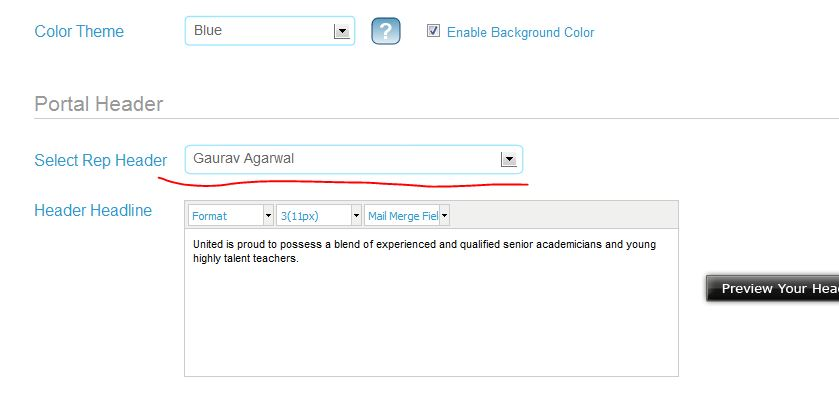 Color Theme Blue ? Enable Background Color
Portal Header
Select Rep Header Gaurav Agarwal
Header Headline
Format 3(11px) Mail Merge Fiel
United is proud to possess a blend of experienced and qualified senior academicians and young
highly talent teachers.
Preview Your Hea